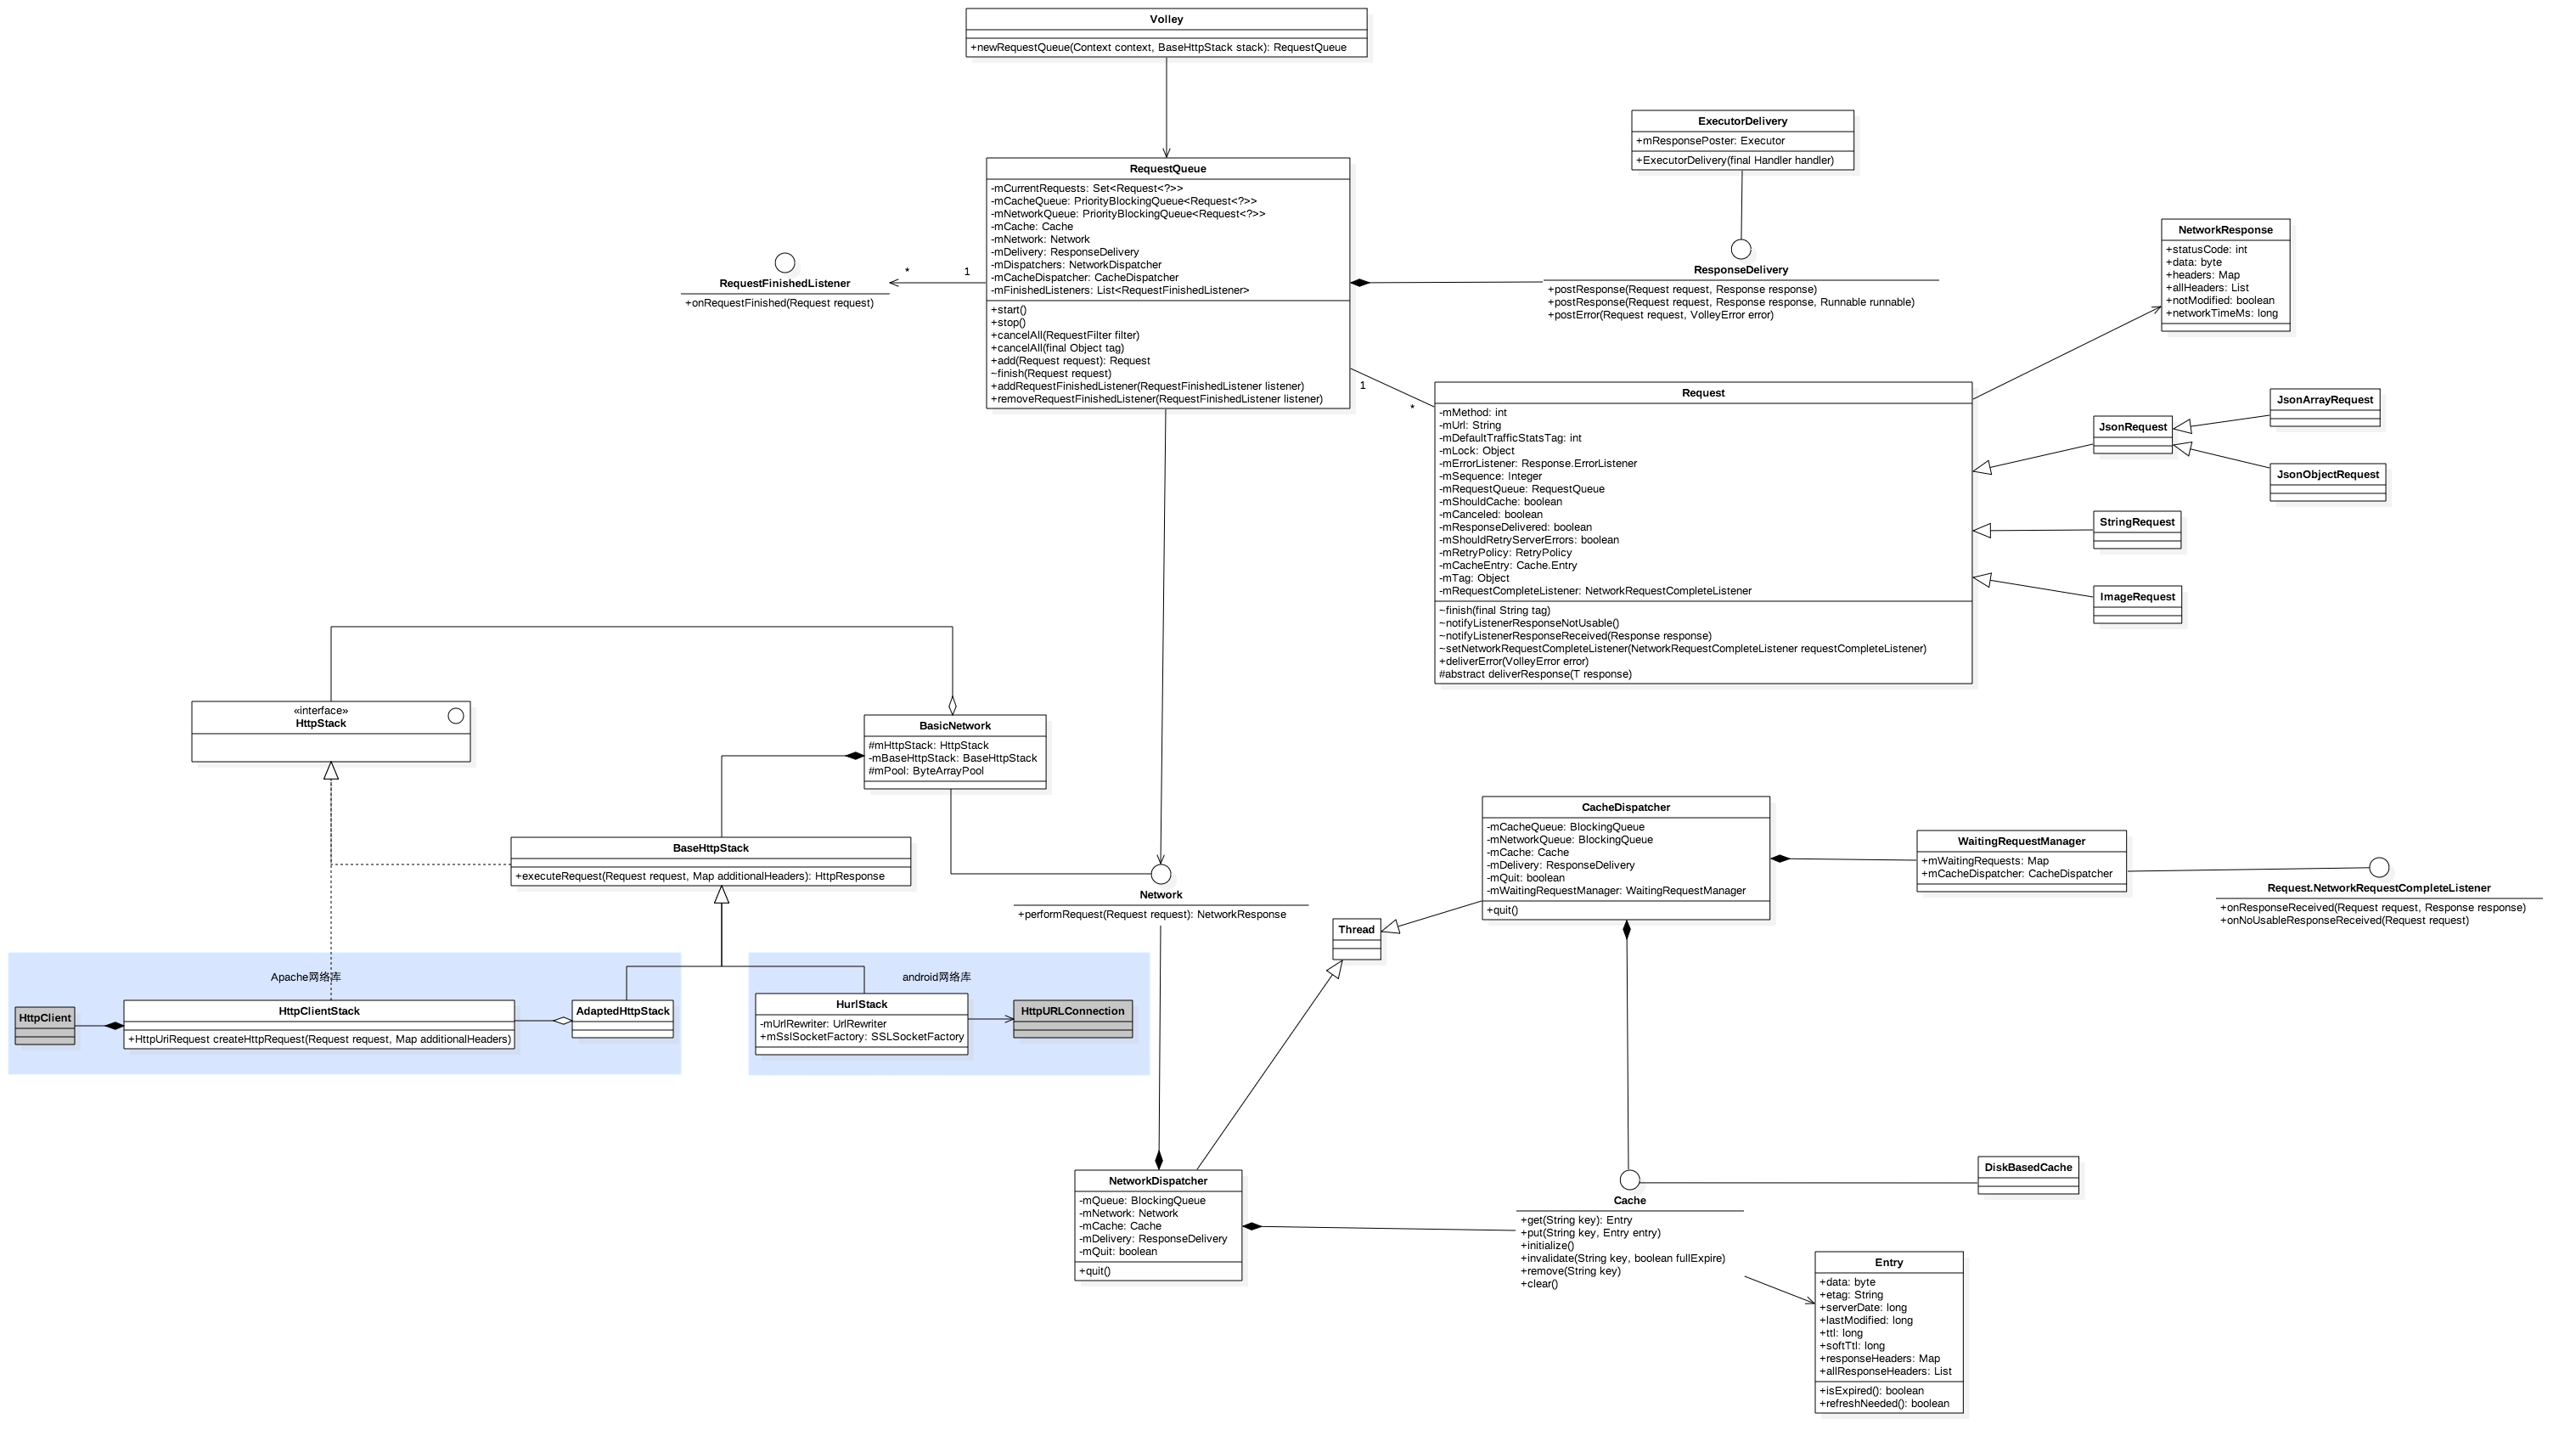 Volley
+newRequestQueue(Context context, BaseHttpStack stack): RequestQueue
ExecutorDelivery
+mResponsePoster: Executor
+ExecutorDelivery(final Handler handler)
RequestQueue
-mCurrentRequests: Set<Request<?>>
-mCacheQueue: PriorityBlockingQueue<Request<?>>
-mNetworkQueue: PriorityBlockingQueue<Request<?>>
-mCache: Cache
-mNetwork: Network
-mDelivery: ResponseDelivery
-mDispatchers: NetworkDispatcher
-mCacheDispatcher: CacheDispatcher
-mFinishedListeners: List<RequestFinishedListener>
+start()
+stop()
+cancelAll(RequestFilter filter)
+cancelAll(final Object tag)
+add(Request request): Request
~finish(Request request)
+addRequestFinishedListener(RequestFinishedListener listener)
+removeRequestFinishedListener(RequestFinishedListener listener)
* 1
RequestFinishedListener
+onRequestFinished(Request request)
ResponseDelivery
+postResponse(Request request, Response response)
+postResponse(Request request, Response response, Runnable runnable)
+postError(Request request, VolleyError error)
NetworkResponse
+statusCode: int
+data: byte
+headers: Map
+allHeaders: List
+notModified: boolean
+networkTimeMs: long
1
*
Request
-mMethod: int
-mUrl: String
-mDefaultTrafficStatsTag: int
-mLock: Object
-mErrorListener: Response.ErrorListener
-mSequence: Integer
-mRequestQueue: RequestQueue
-mShouldCache: boolean
-mCanceled: boolean
-mResponseDelivered: boolean
-mShouldRetryServerErrors: boolean
-mRetryPolicy: RetryPolicy
-mCacheEntry: Cache.Entry
-mTag: Object
-mRequestCompleteListener: NetworkRequestCompleteListener
~finish(final String tag)
~notifyListenerResponseNotUsable()
~notifyListenerResponseReceived(Response response)
~setNetworkRequestCompleteListener(NetworkRequestCompleteListener requestCompleteListener)
+deliverError(VolleyError error)
#abstract deliverResponse(T response)
JsonArrayRequest
JsonRequest
JsonObjectRequest
StringRequest
ImageRequest
«interface»
HttpStack
BasicNetwork
#mHttpStack: HttpStack
-mBaseHttpStack: BaseHttpStack
#mPool: ByteArrayPool
BaseHttpStack
+executeRequest(Request request, Map additionalHeaders): HttpResponse
Network
+performRequest(Request request): NetworkResponse
CacheDispatcher
-mCacheQueue: BlockingQueue
-mNetworkQueue: BlockingQueue
-mCache: Cache
-mDelivery: ResponseDelivery
-mQuit: boolean
-mWaitingRequestManager: WaitingRequestManager
+quit()
WaitingRequestManager
+mWaitingRequests: Map
+mCacheDispatcher: CacheDispatcher
Request.NetworkRequestCompleteListener
+onResponseReceived(Request request, Response response)
+onNoUsableResponseReceived(Request request)
Thread
Apache网络库
HttpClient
HttpClientStack
+HttpUriRequest createHttpRequest(Request request, Map additionalHeaders)
AdaptedHttpStack
android网络库
HurlStack
-mUrlRewriter: UrlRewriter
+mSslSocketFactory: SSLSocketFactory
HttpURLConnection
NetworkDispatcher
-mQueue: BlockingQueue
-mNetwork: Network
-mCache: Cache
-mDelivery: ResponseDelivery
-mQuit: boolean
+quit()
Cache
+get(String key): Entry
+put(String key, Entry entry)
+initialize()
+invalidate(String key, boolean fullExpire)
+remove(String key)
+clear()
DiskBasedCache
Entry
+data: byte
+etag: String
+serverDate: long
+lastModified: long
+ttl: long
+softTtl: long
+responseHeaders: Map
+allResponseHeaders: List
+isExpired(): boolean
+refreshNeeded(): boolean